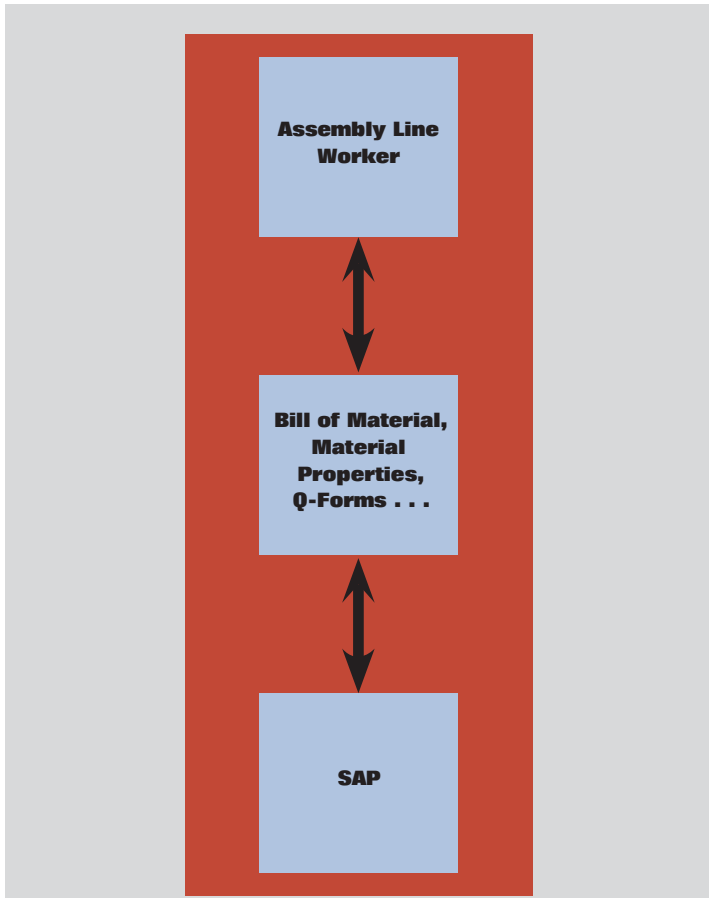 Assembly Line
Worker
Bill of Material,
Material
Properties,
Q-Forms . . .
SAP